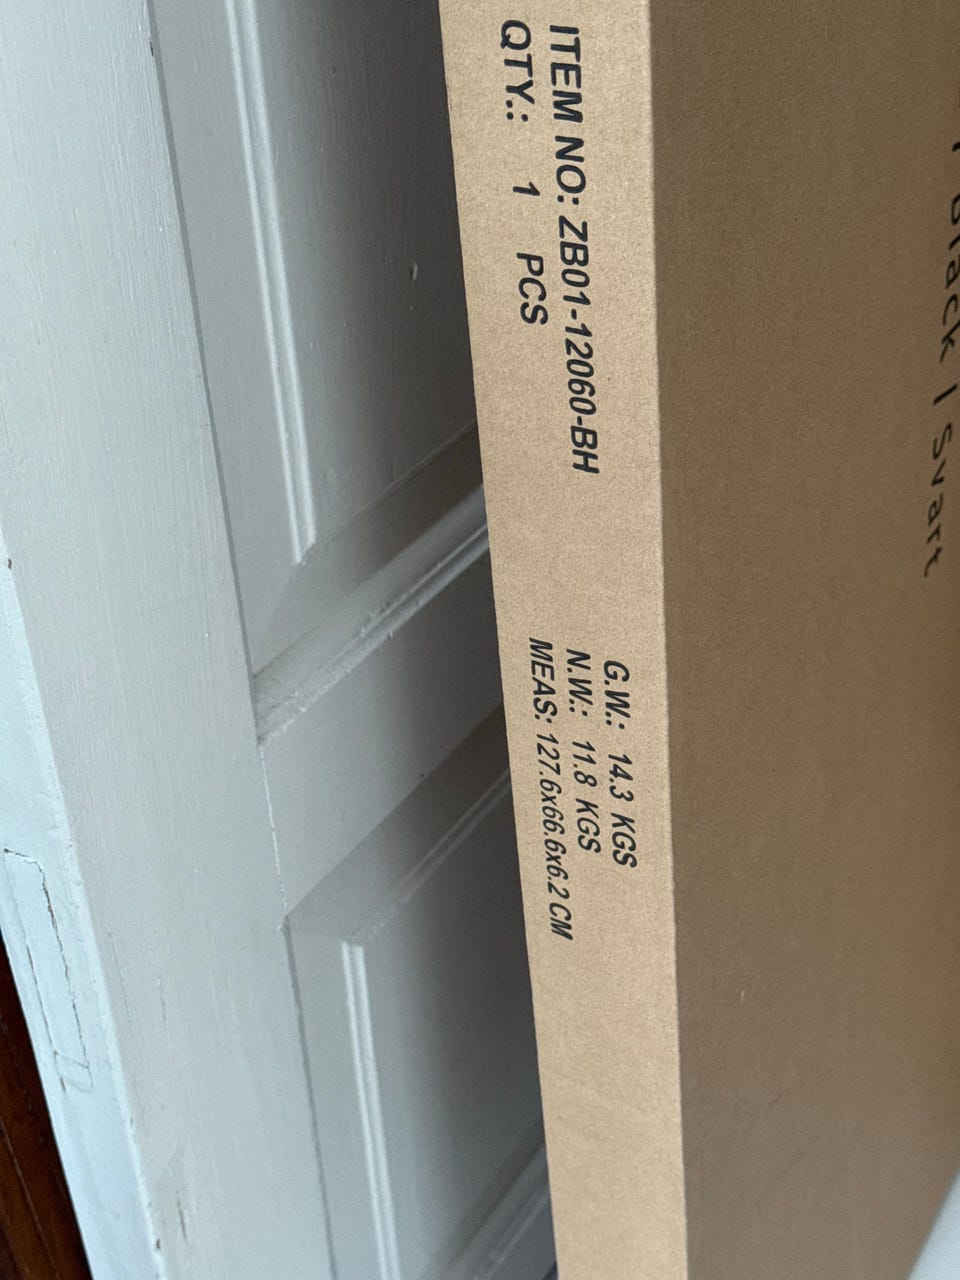 ITEM NO: ZB01-12060-BH
QTY.: 1 PCS
G.W.: 14.3 KGS
N.W.: 11.8 KGS
MEAS: 127.6x66.6x6.2 CM
Black | Svart